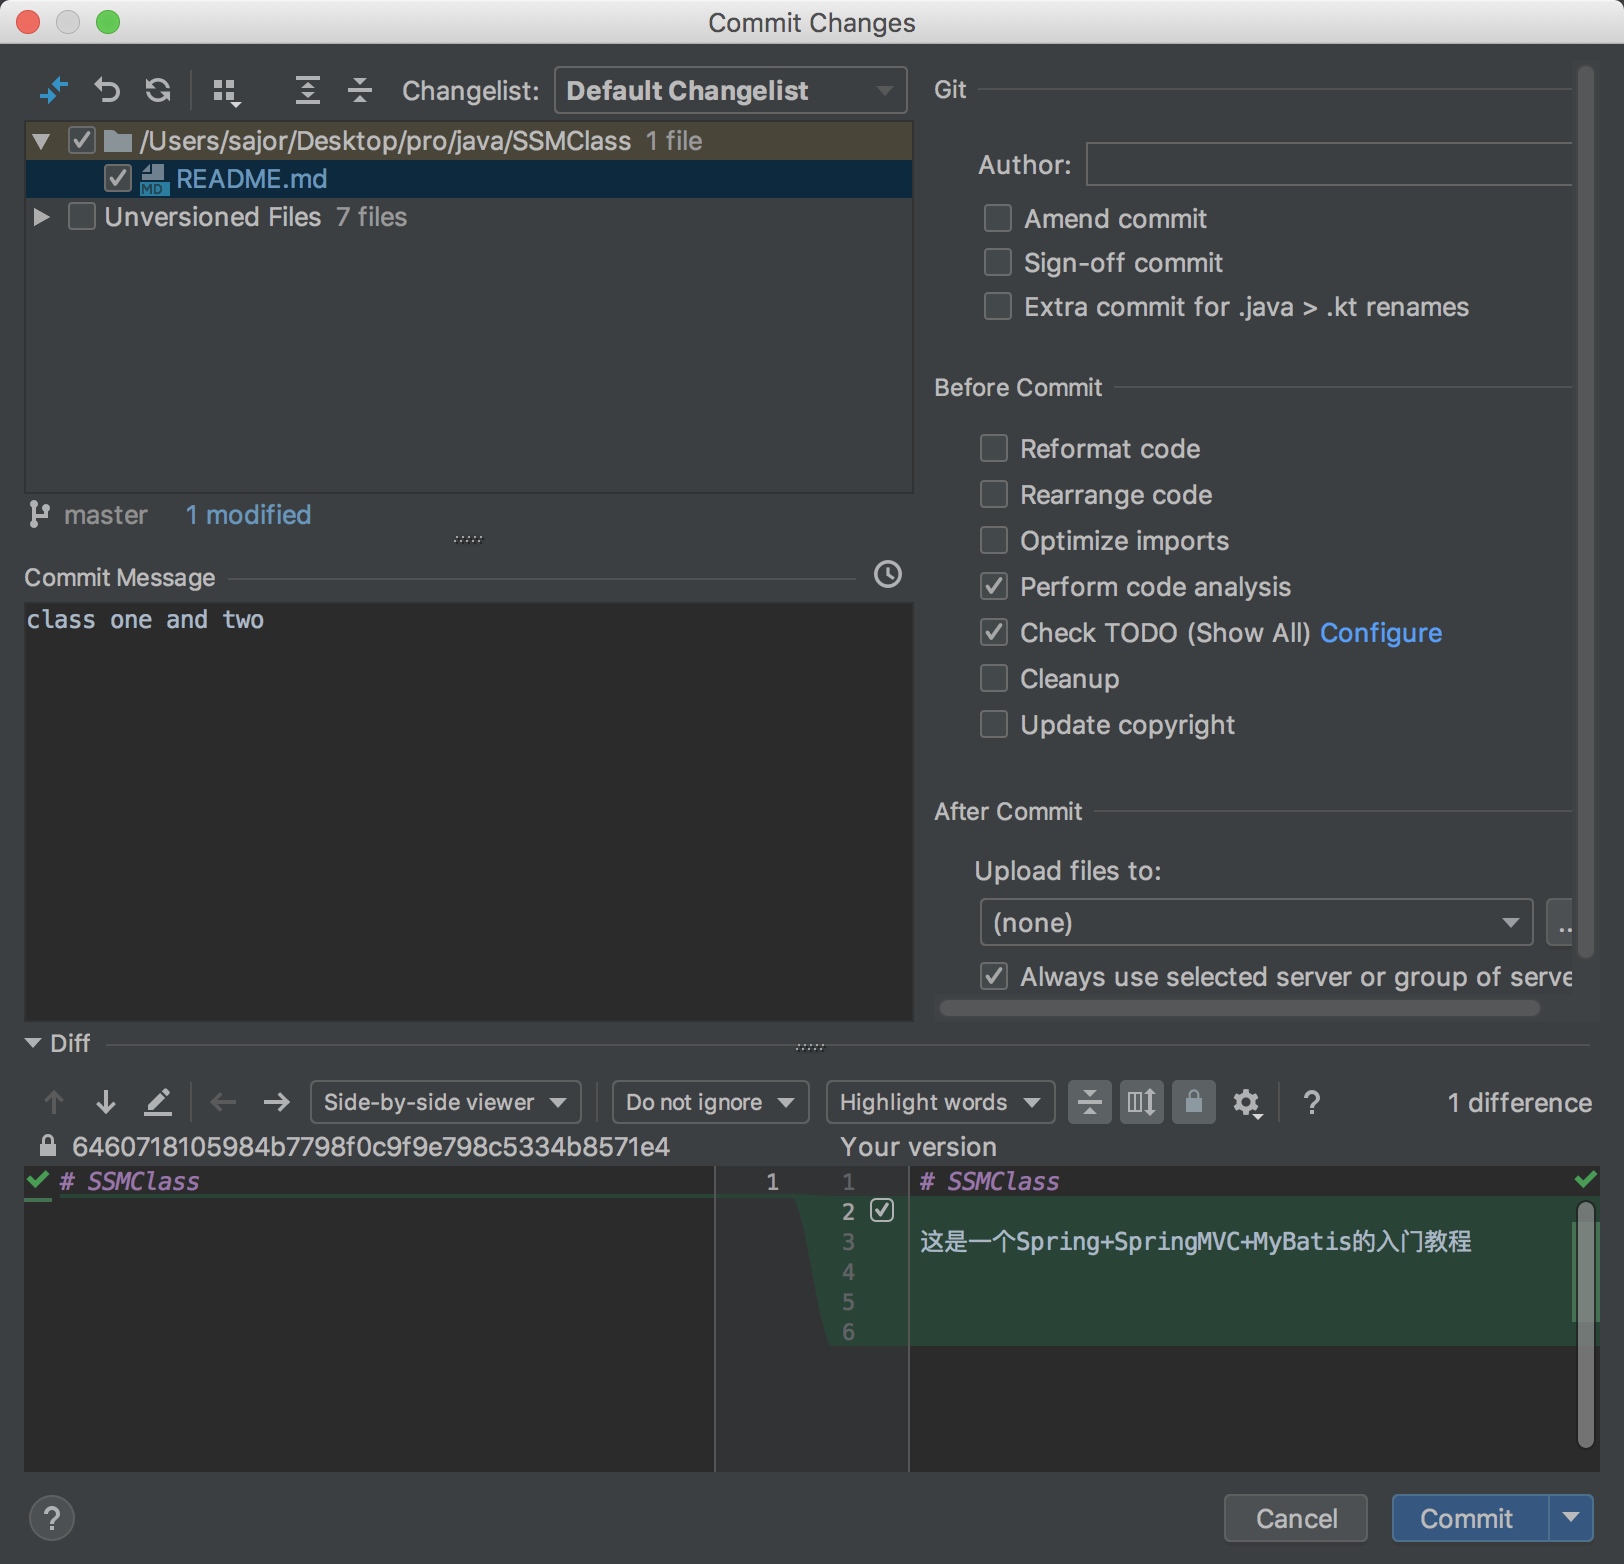 Commit Changes
Changelist: Default Changelist
/Users/sajor/Desktop/pro/java/SSMClass 1 file
MD README.md
Unversioned Files 7 files
master 1 modified
Commit Message
class one and two
Git
Author:
Amend commit
Sign-off commit
Extra commit for .java > .kt renames
Before Commit
Reformat code
Rearrange code
Optimize imports
Perform code analysis
Check TODO (Show All) Configure
Cleanup
Update copyright
After Commit
Upload files to:
(none) ..
Always use selected server or group of serve
Diff
Side-by-side viewer Do not ignore Highlight words ? 1 difference
6460718105984b7798f0c9f9e798c5334b8571e4 Your version
# SSMClass 1 1 # SSMClass
2
3 这是一个Spring+SpringMVC+MyBatis的入门教程
4
5
6
? Cancel Commit